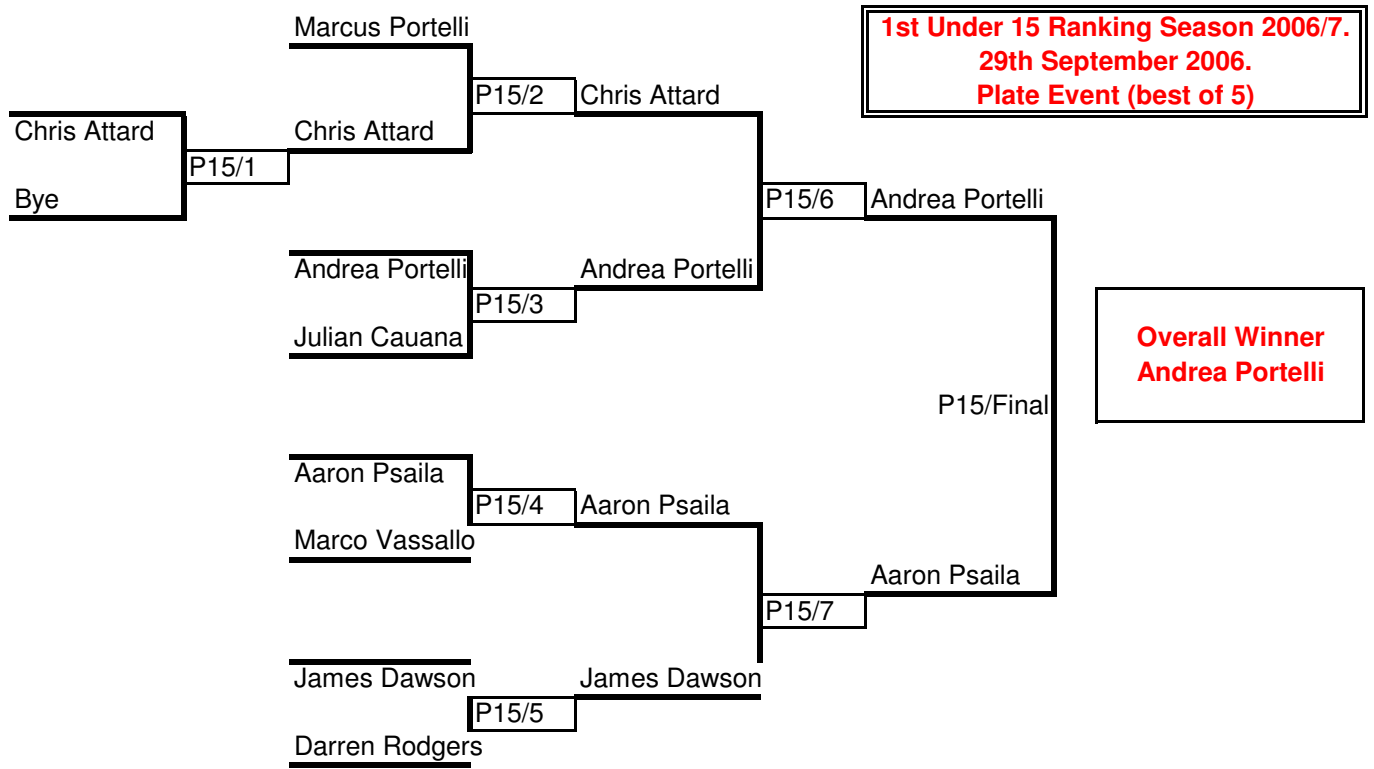 Marcus Portelli
1st Under 15 Ranking Season 2006/7.
29th September 2006.
Plate Event (best of 5)
P15/2
Chris Attard
Chris Attard
Chris Attard
P15/1
Bye
P15/6
Andrea Portelli
Andrea Portelli
Andrea Portelli
P15/3
Julian Cauana
Overall Winner
Andrea Portelli
P15/Final
Aaron Psaila
P15/4
Aaron Psaila
Marco Vassallo
Aaron Psaila
P15/7
James Dawson
James Dawson
P15/5
Darren Rodgers